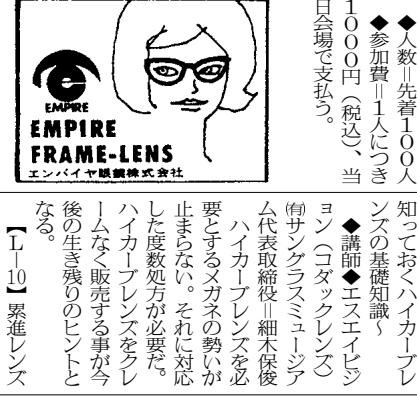 ◆人数=先着100人
◆参加費=1人につき
1000円（税込）、当
日会場で支払う。
EMPIRE
EMPIRE
FRAME-LENS
エンパイヤ眼鏡株式会社
知っておくハイカーブレ
ンズの基礎知識～
◆講師◆エスエイビジ
ョン（コダックレンズ）
㈲サングラスミュージア
ム代表取締役=細木保俊
ハイカーブレンズを必
要とするメガネの勢いが
止まらない。それに対応
した度数処方が必要だ。
ハイカーブレンズをクレ
ームなく販売する事が今
後の生き残りのヒントと
なる。
【L―10】累進レンズ